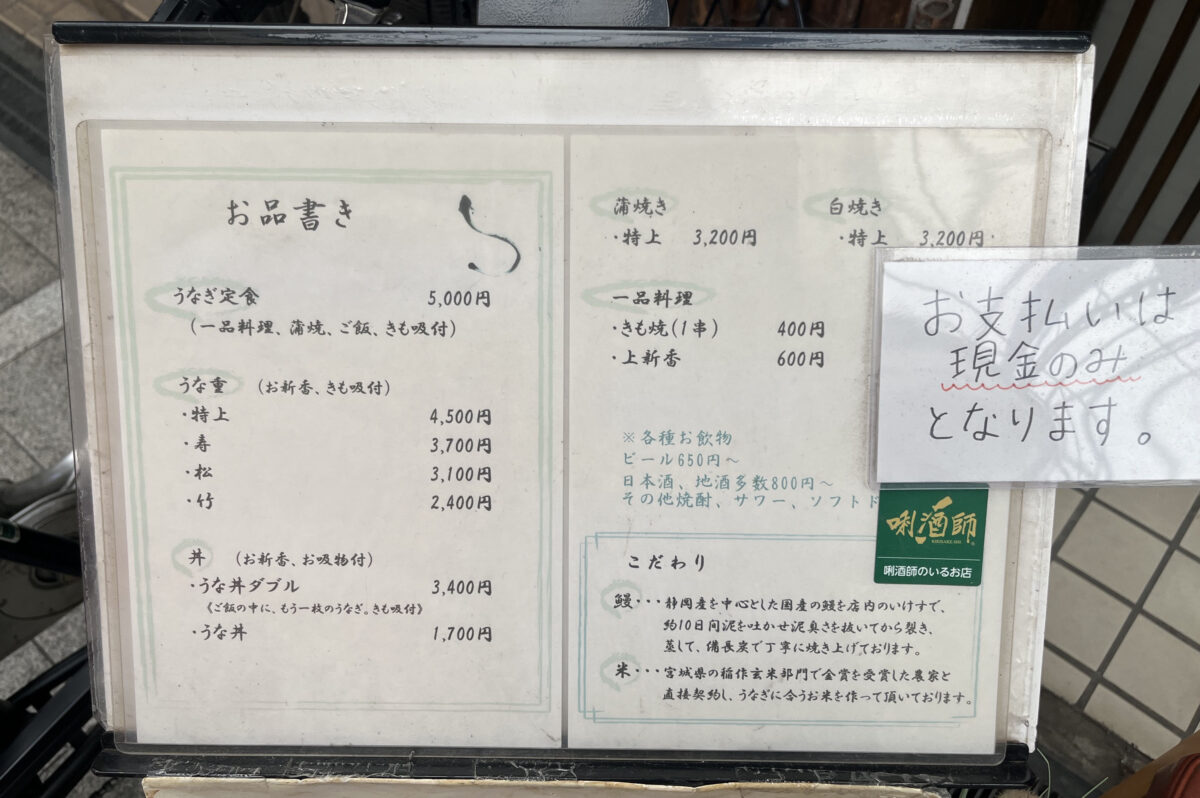 お品書き
うなぎ定食 5,000円
(一品料理、蒲焼、ご飯、きも吸付)
うな重 (お新香、きも吸付)
・特上 4,500円
・寿 3,700円
・松 3,100円
・竹 2,400円
丼 (お新香、お吸物付)
・うな丼ダブル 3,400円
《ご飯の中に、もう一枚のうなぎ。きも吸付》
・うな丼 1,700円
蒲焼き
・特上 3,200円
白焼き
・特上 3,200円
一品料理
・きも焼(1串) 400円
・上新香 600円
※各種お飲物
ビール650円～
日本酒、地酒多数800円～
その他焼酎、サワー、ソフトド
こだわり
鰻・・・静岡産を中心とした国産の鰻を店内のいけすで、
約10日间泥を吐かせ泥臭さを抜いてから裂き、
蒸して、備長炭で丁寧に焼き上げております。
米・・・宮城県の稲作玄米部門で金賞を受賞した農家と
直接契約し、うなぎに合うお米を作って頂いております。
お支払いは
現金のみ
となります。
唎酒師
KIKISAKE-SHI
唎酒師のいるお店